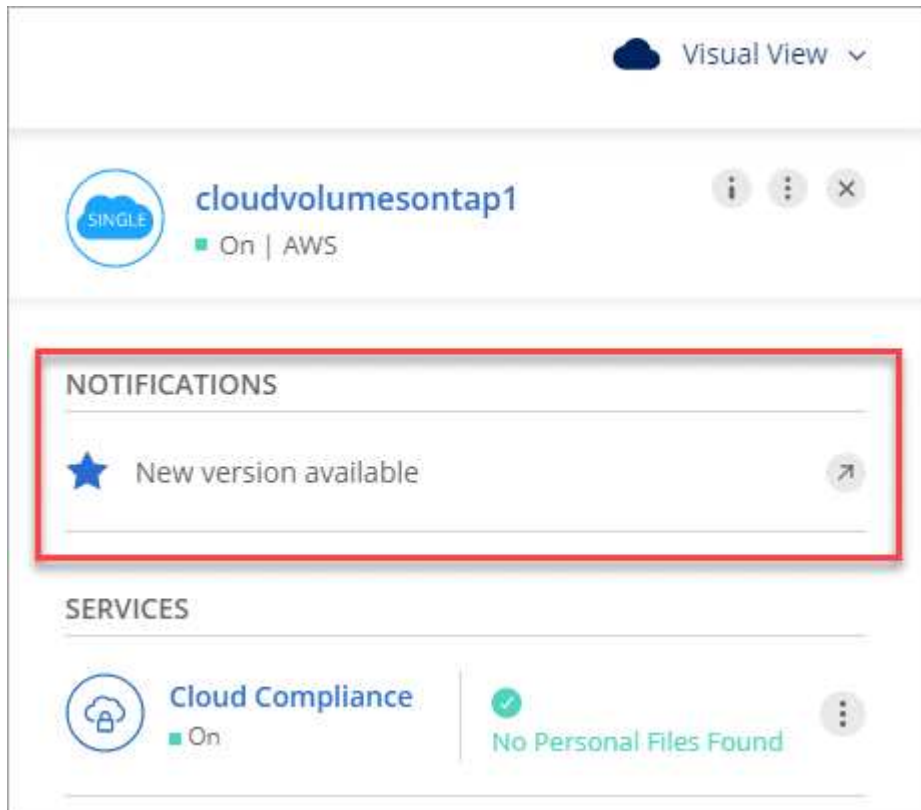 Visual View
SINGLE
cloudvolumesontap1
On | AWS
NOTIFICATIONS
New version available
SERVICES
Cloud Compliance
On
No Personal Files Found